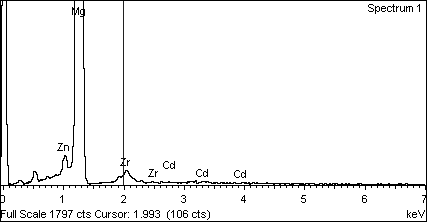 Spectrum 1
Mg
Zn
Zr
Zr
Cd
Cd
Cd
0 1 2 3 4 5 6 7
Full Scale 1797 cts Cursor: 1.993 (106 cts) keV